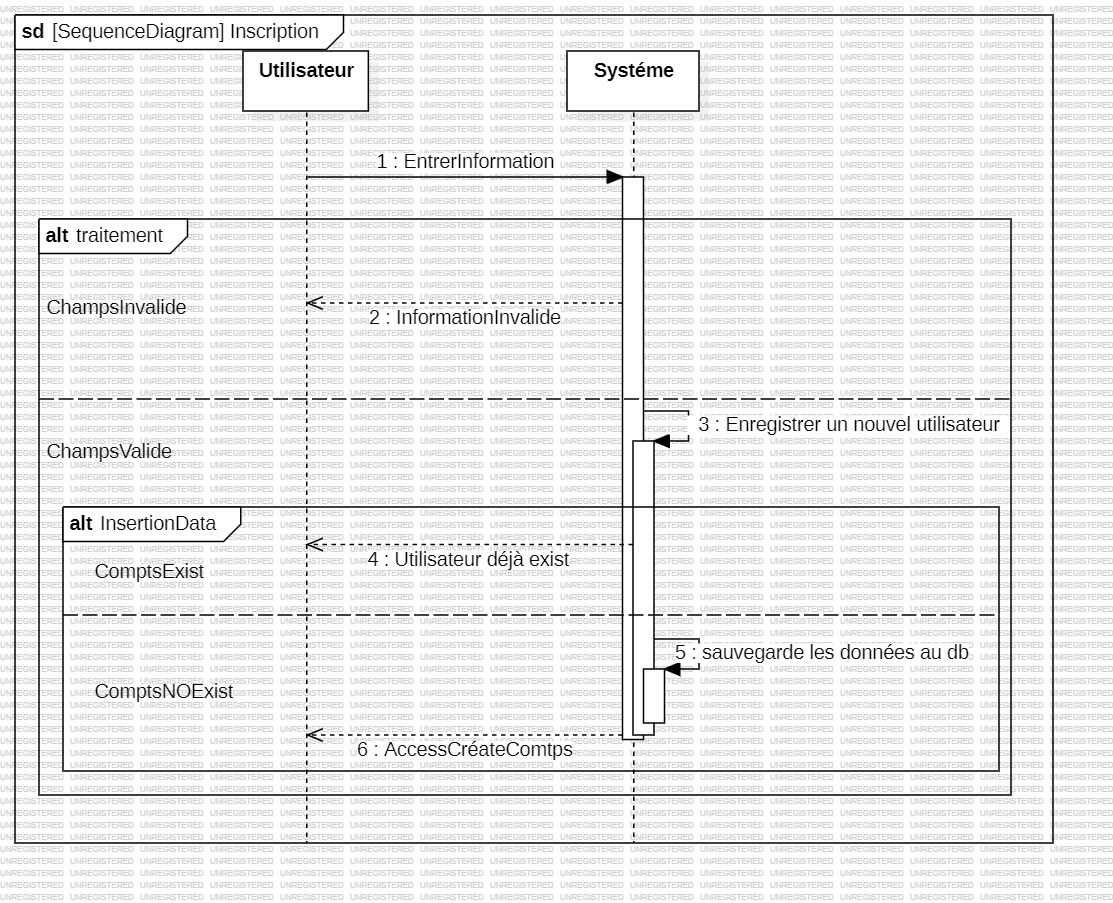 sd [SequenceDiagram] Inscription
Utilisateur
Systéme
1 : EntrerInformation
alt traitement
ChampsInvalide
2 : InformationInvalide
3 : Enregistrer un nouvel utilisateur
ChampsValide
alt InsertionData
4 : Utilisateur déjà exist
ComptsExist
5 : sauvegarde les données au db
ComptsNOExist
6 : AccessCréateComtps
UNREGISTERED